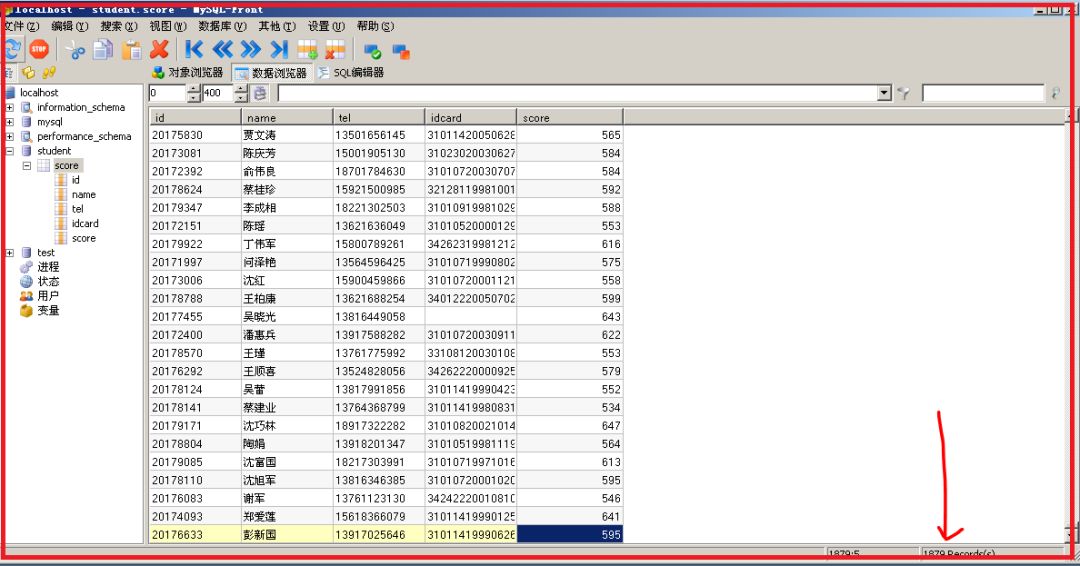 localhost - student.score - MySQL-Front
文件(Z) 编辑(Y) 搜索(X) 视图(W) 数据库(V) 其他(T) 设置(U) 帮助(S)
STOP
对象浏览器 数据浏览器 SQL编辑器
0 400
localhost
information_schema
mysql
performance_schema
student
score
id
name
tel
idcard
score
test
进程
状态
用户
变量
id name tel idcard score
20175830 贾文涛 13501656145 31011420050628 565
20173081 陈庆芳 15001905130 31023020030627 584
20172392 俞伟良 18701784630 31010720030707 584
20178624 蔡桂珍 15921500985 32128119981001 592
20179347 李成相 18221302503 31010919981029 588
20172151 陈瑶 13621636049 31010520000129 553
20179922 丁伟军 15800789261 34262319981212 616
20171997 问泽艳 13564596425 31010719990802 575
20173006 沈红 15900459866 31010720001121 558
20178788 王柏康 13621688254 34012220050702 599
20177455 吴晓光 13816449058 643
20172400 潘惠兵 13917588282 31010720030911 622
20178570 王瑾 13761775992 33108120030108 553
20176292 王顺喜 13524828056 34262220000925 579
20178124 吴蕾 13817991856 31011419990423 552
20178141 蔡建业 13764368799 31011419980831 534
20179171 沈巧林 18917322282 31010820021014 647
20178804 陶娟 13918201347 31010519981119 564
20179085 沈富国 18217303991 31010719971016 613
20178110 沈旭军 13816346385 31010720001020 595
20176083 谢军 13761123130 34242220010810 546
20174093 郑爱莲 15618366079 31011419990125 641
20176633 彭新国 13917025646 31011419990626 595
1879:5 1879 Records(s)